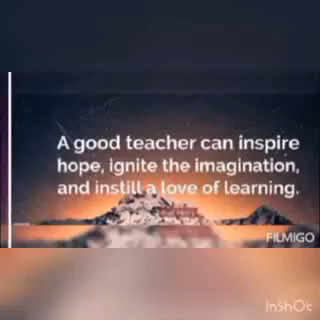 A good teacher can inspire
hope, ignite the imagination,
and instill a love of learning.
FILMIGO
InShOt